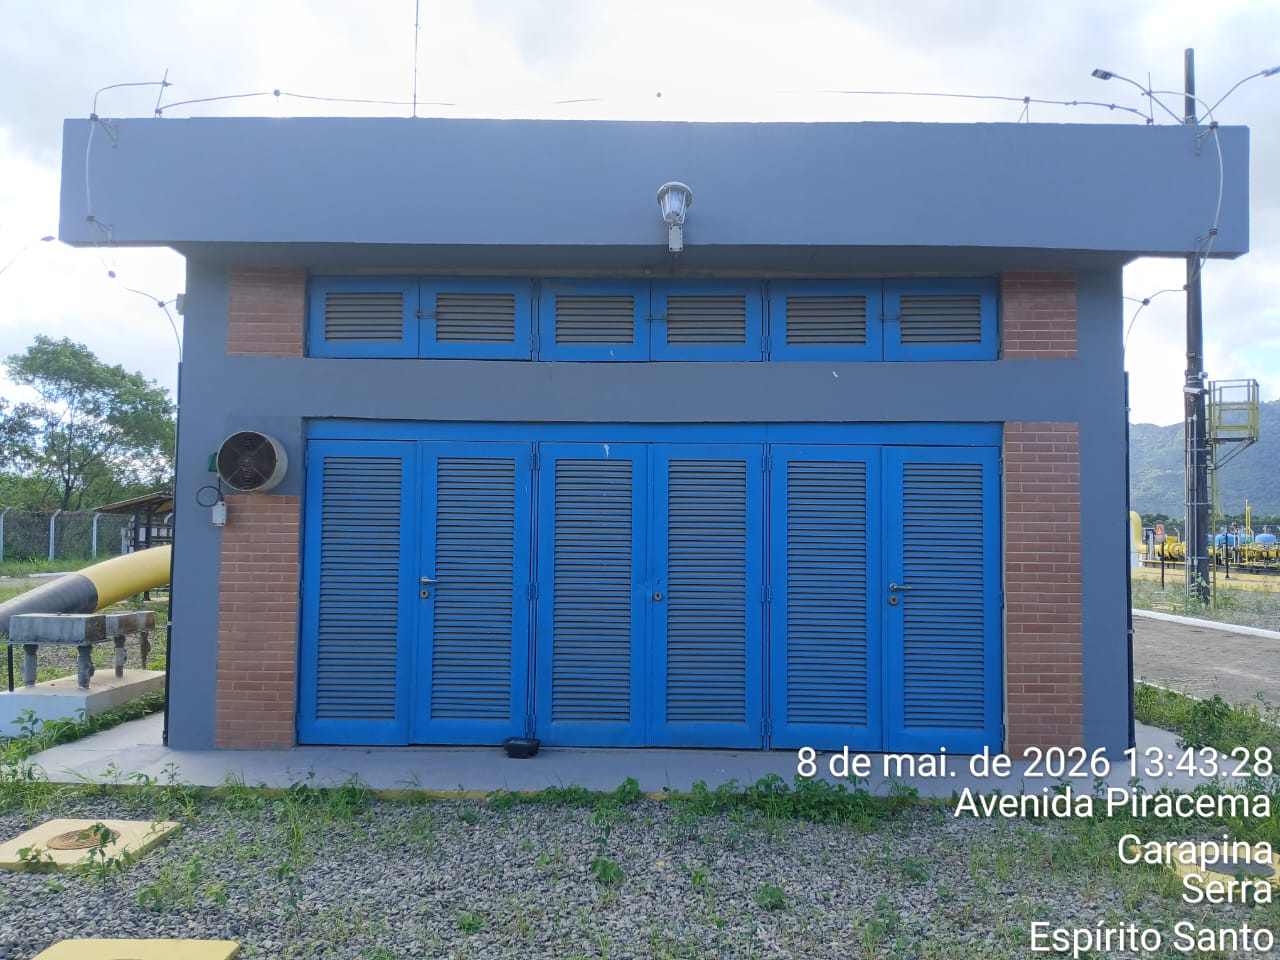 8 de mai. de 2026 13:43:28
Avenida Piracema
Carapina
Serra
Espírito Santo